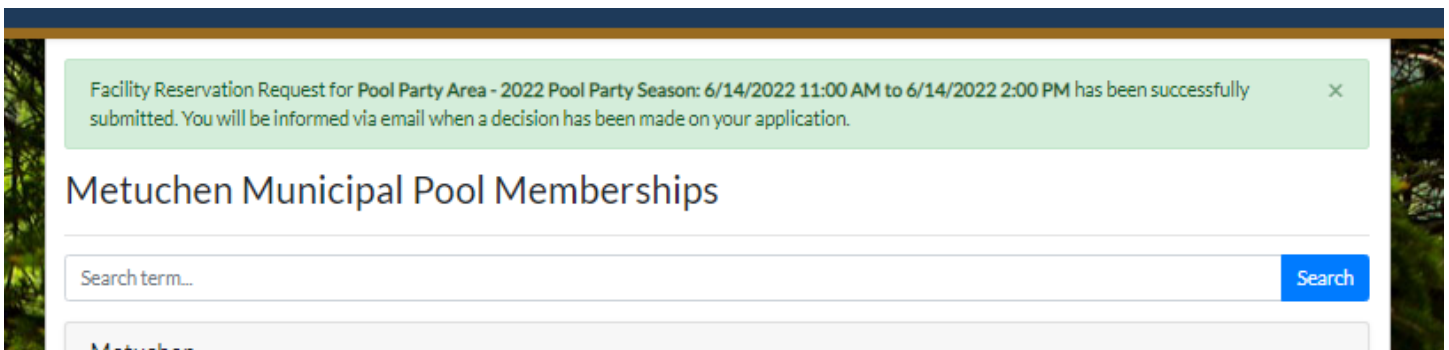 Facility Reservation Request for Pool Party Area - 2022 Pool Party Season: 6/14/2022 11:00 AM to 6/14/2022 2:00 PM has been successfully ×
submitted. You will be informed via email when a decision has been made on your application.
Metuchen Municipal Pool Memberships
Search term... Search
Metuchen